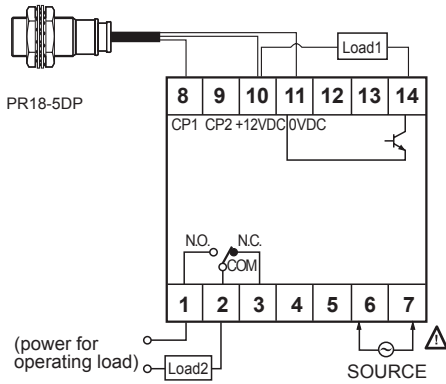 Load1
PR18-5DP
8 9 10 11 12 13 14
CP1 CP2 +12VDC 0VDC
N.O. N.C.
COM
1 2 3 4 5 6 7
(power for
operating load)
Load2
SOURCE